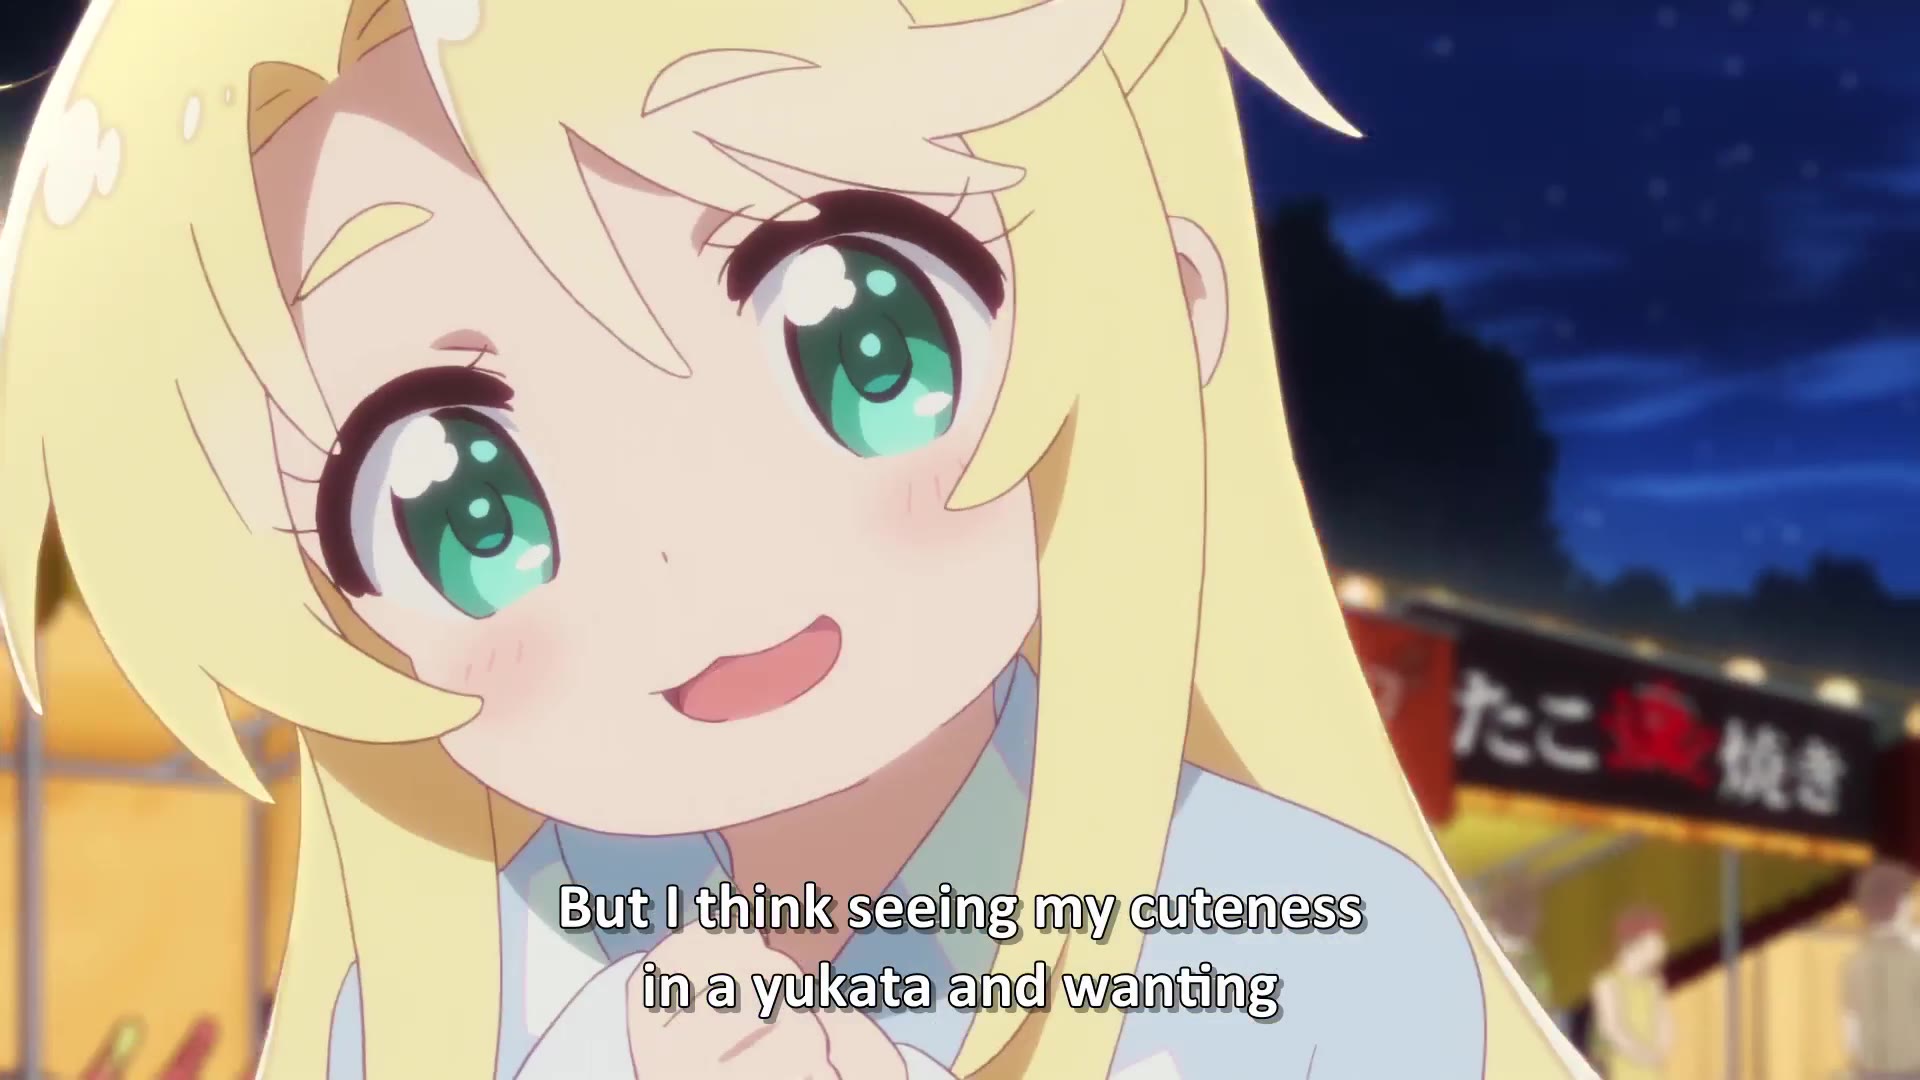 たこ焼き
But I think seeing my cuteness
in a yukata and wanting